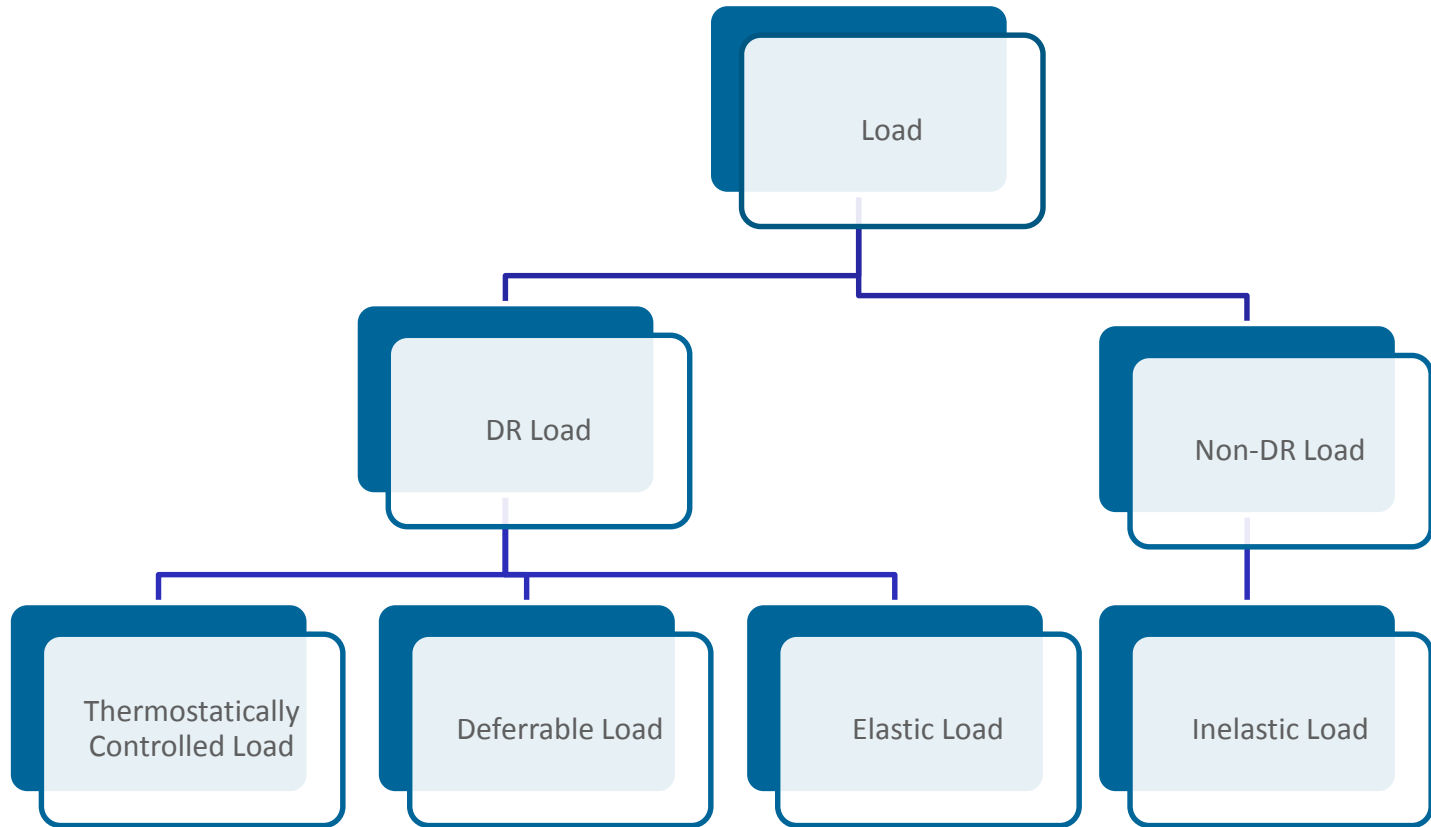 Load
DR Load
Non-DR Load
Thermostatically
Controlled Load
Deferrable Load
Elastic Load
Inelastic Load